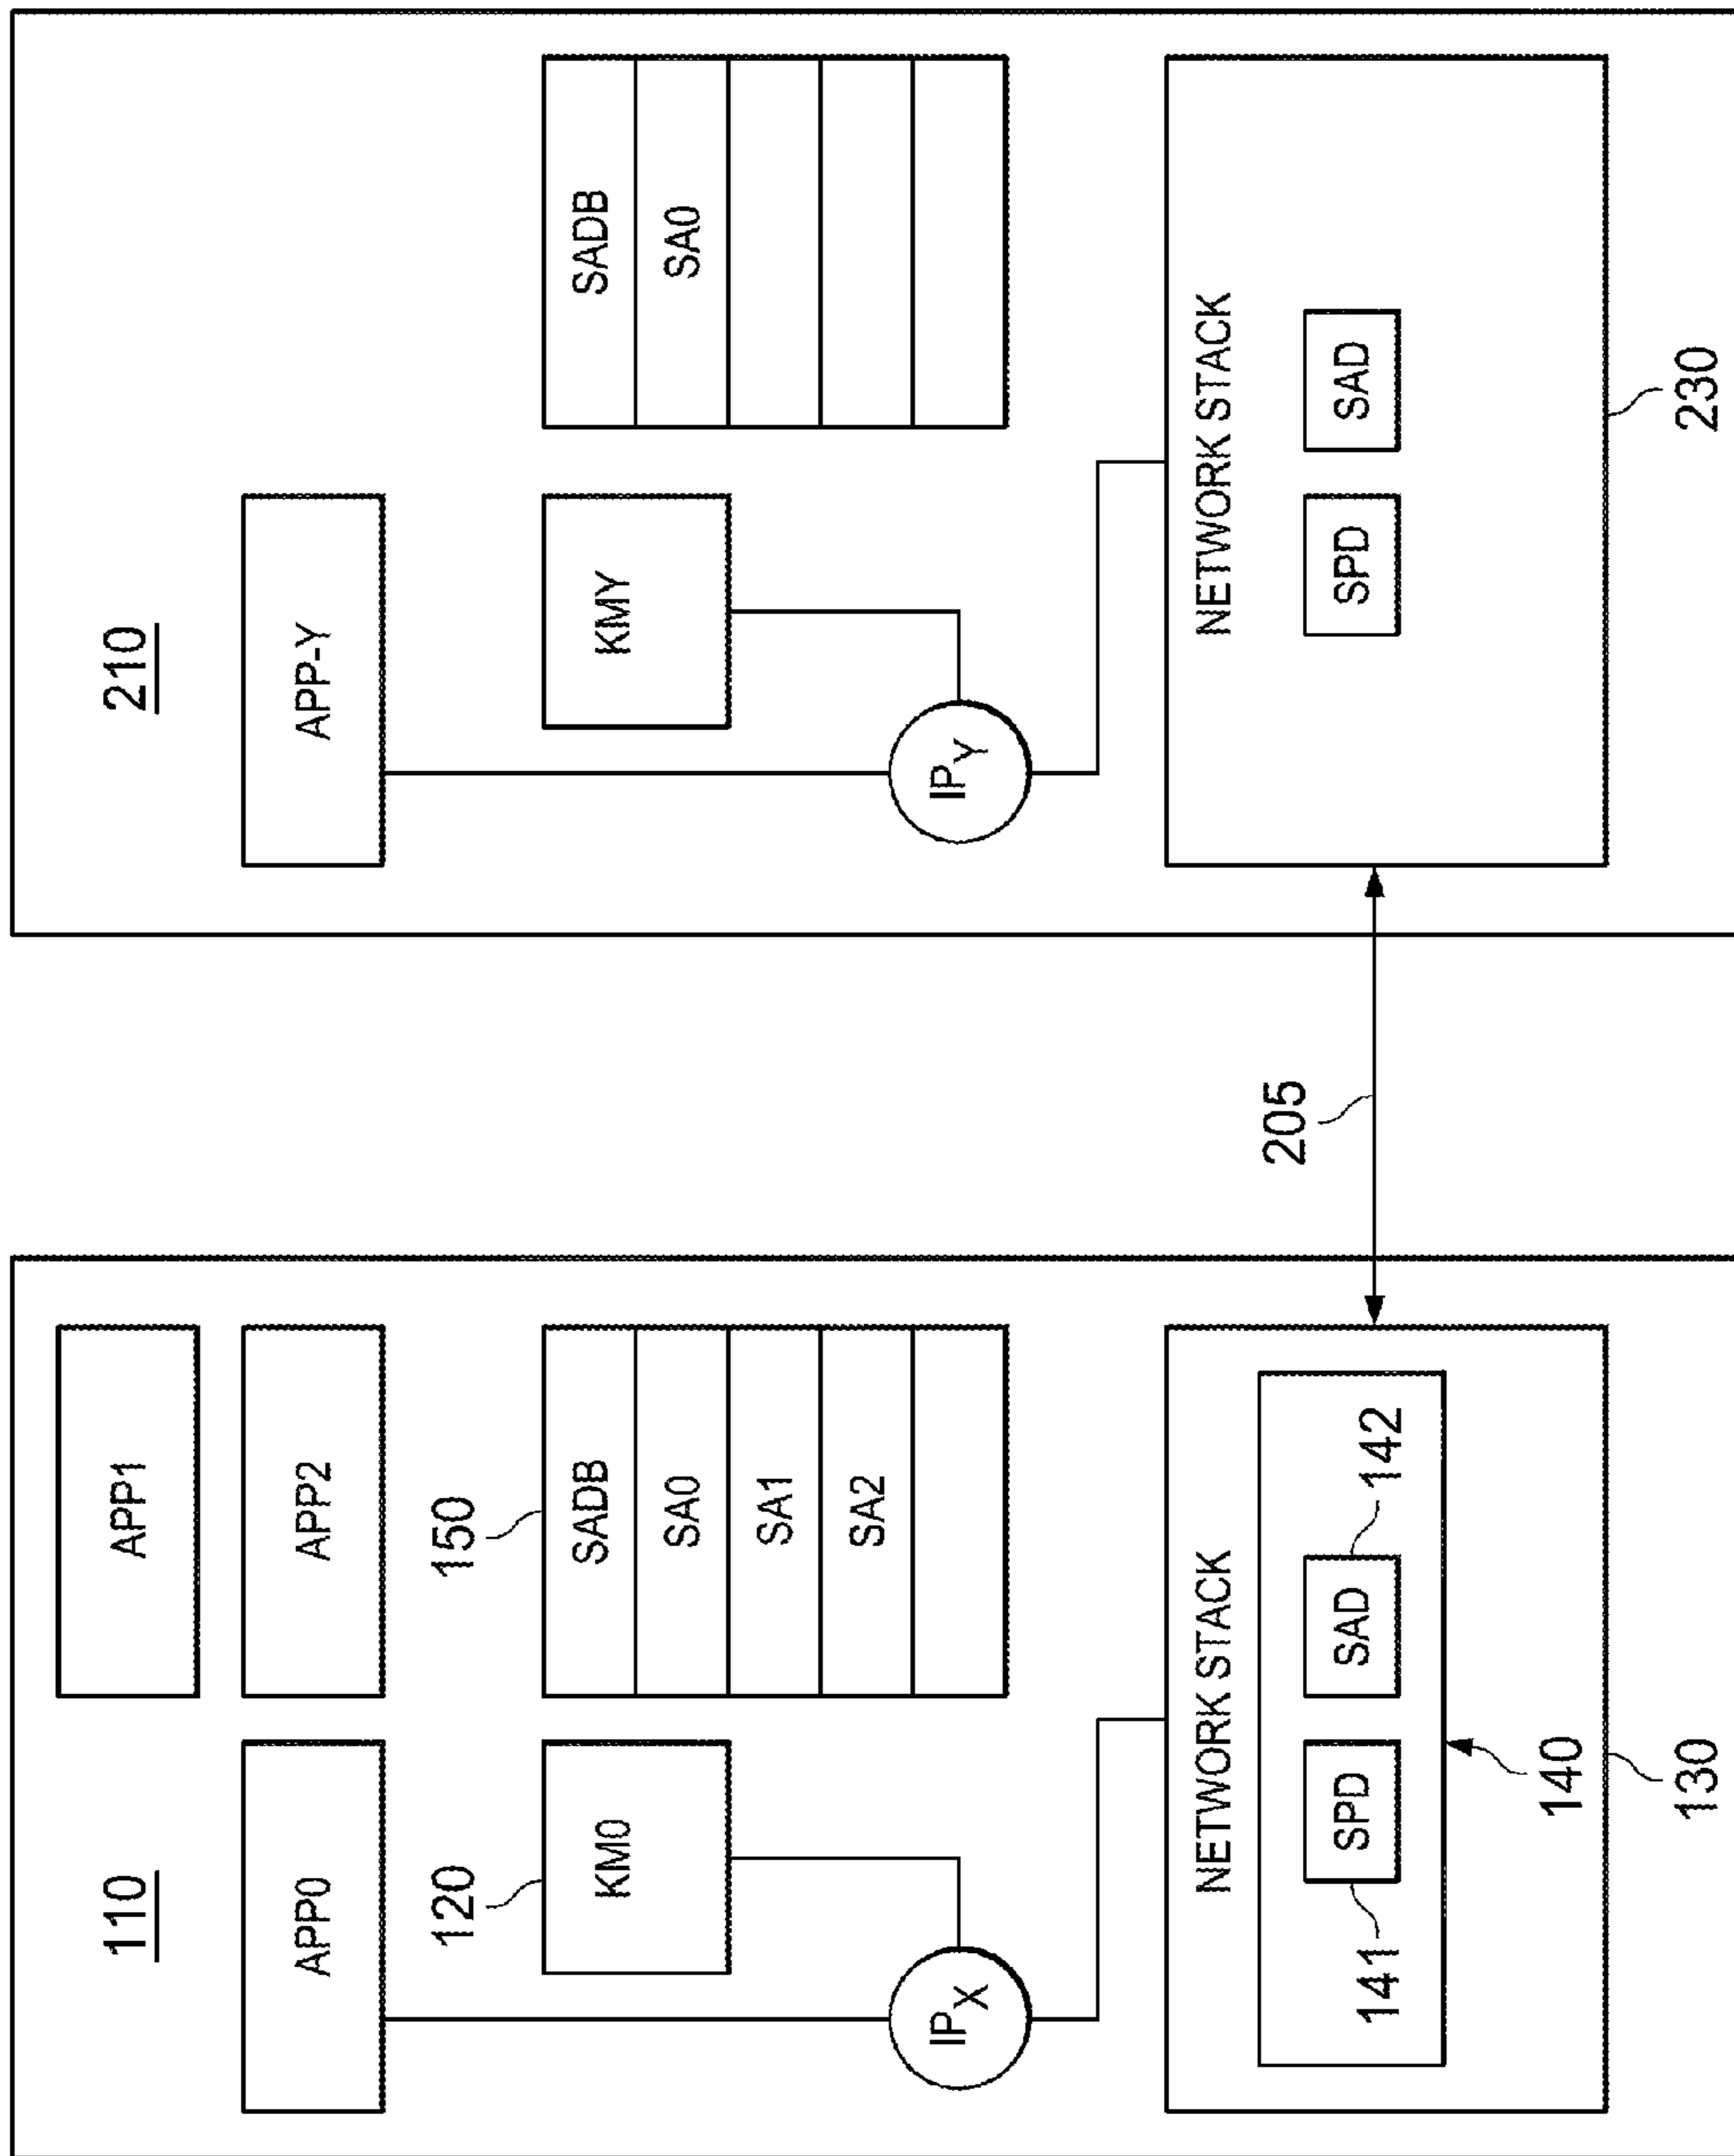 110
APP0
APP1
APP2
120
KM0
150
SADB
SA0
SA1
SA2
IPX
NETWORK STACK
141
SPD
SAD
142
140
130
205
210
APP-Y
KMY
SADB
SA0
IPY
NETWORK STACK
SPD
SAD
230